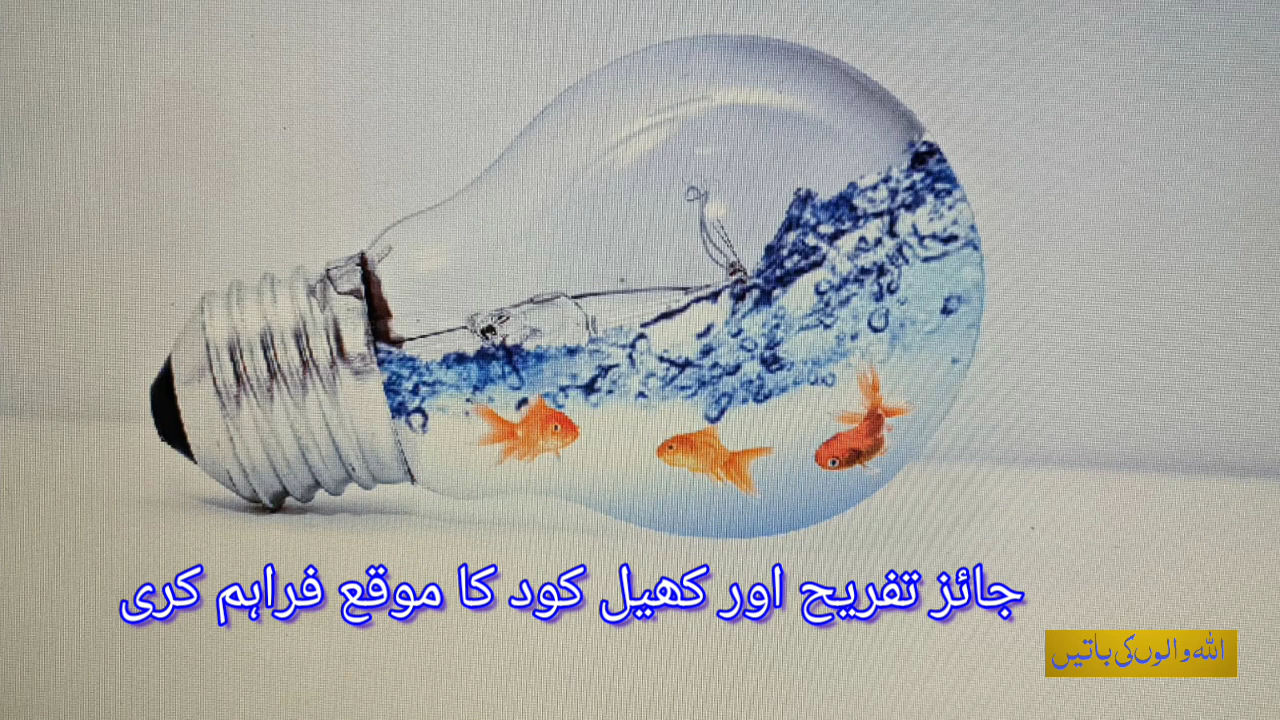 جائز تفریح اور کھیل کود کا موقع فراہم کری
اللہ والوں کی باتیں